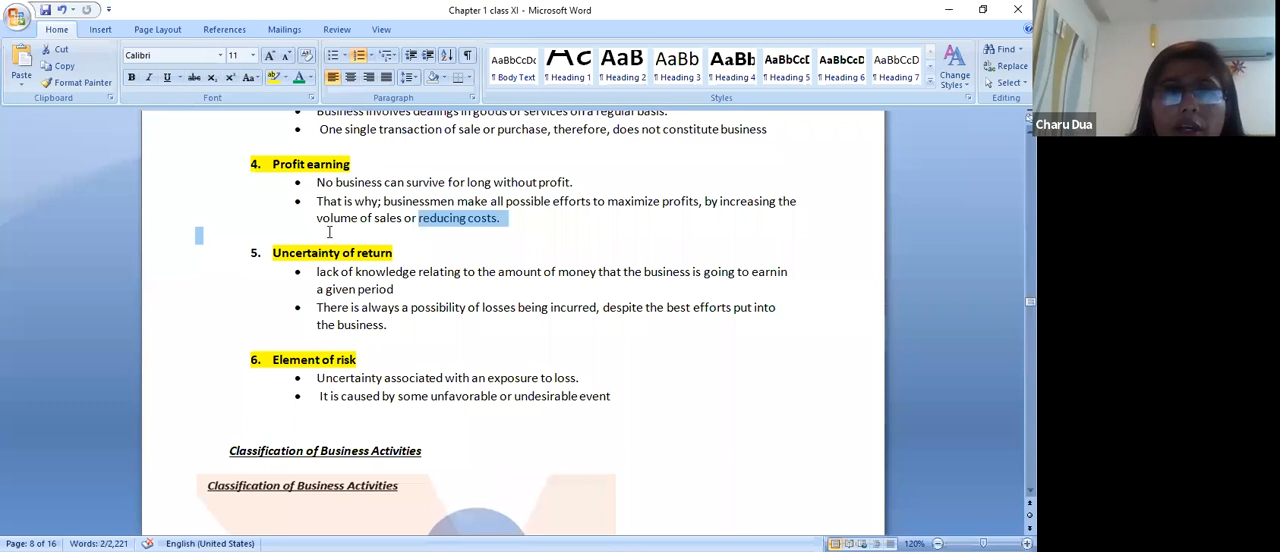 Chapter 1 class XI - Microsoft Word
Home Insert Page Layout References Mailings Review View
Cut
Copy
Format Painter
Paste
Clipboard
Calibri 11
B I U
Font
Paragraph
AaBbCcDc AaB AaBb AaBb( AaBbCc AaBbCcDc AaBbCcDc
¶ Body Text Heading 1 Heading 2 ¶ Heading 3 ¶ Heading 4 ¶ Heading 5 ¶ Heading 6 ¶ Heading 7
Change
Styles
Styles
Find
Replace
Select
Editing
Charu Dua
Business involves dealings in goods or services on a regular basis.
One single transaction of sale or purchase, therefore, does not constitute business
4. Profit earning
• No business can survive for long without profit.
• That is why; businessmen make all possible efforts to maximize profits, by increasing the
volume of sales or reducing costs.
5. Uncertainty of return
• lack of knowledge relating to the amount of money that the business is going to earnin
a given period
• There is always a possibility of losses being incurred, despite the best efforts put into
the business.
6. Element of risk
• Uncertainty associated with an exposure to loss.
• It is caused by some unfavorable or undesirable event
Classification of Business Activities
Classification of Business Activities
Page: 8 of 16 Words: 2/2,221 English (United States) 120%